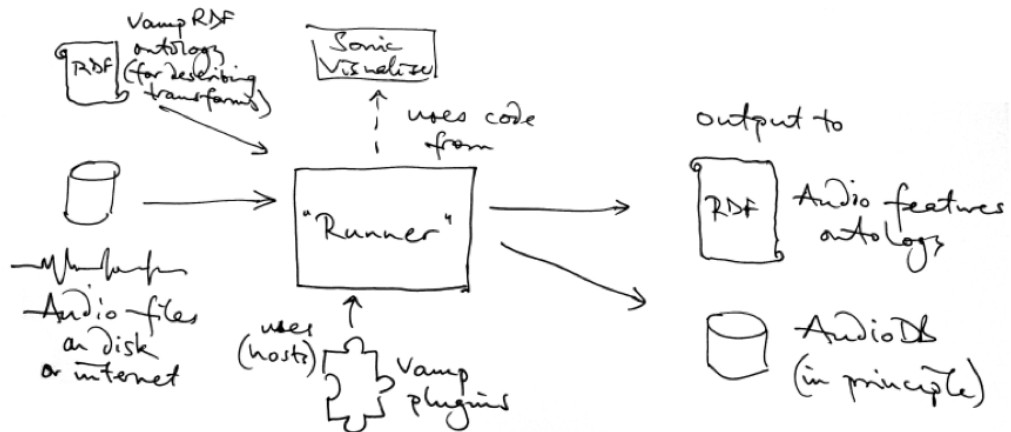 Vamp RDF
ontology
(for describing
transforms)
RDF
Sonic
Visualiser
uses code
from
"Runner"
Audio files
on disk
or internet
uses
(hosts)
Vamp
plugins
output to
RDF
Audio features
ontology
AudioDB
(in principle)